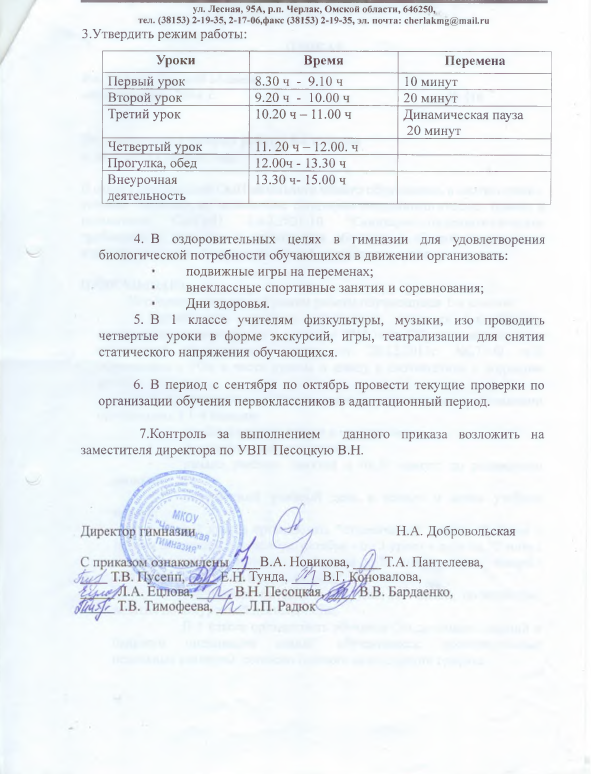 ул. Лесная, 95А, р.п. Черлак, Омской области, 646250,
тел. (38153) 2-19-35, 2-17-06,факс (38153) 2-19-35, эл. почта: cherlakmg@mail.ru
3.Утвердить режим работы:
Уроки Время Перемена
Первый урок 8.30 ч - 9.10 ч 10 минут
Второй урок 9.20 ч - 10.00 ч 20 минут
Третий урок 10.20 ч – 11.00 ч Динамическая пауза
20 минут
Четвертый урок 11. 20 ч – 12.00. ч
Прогулка, обед 12.00ч - 13.30 ч
Внеурочная 13.30 ч- 15.00 ч
деятельность
4. В оздоровительных целях в гимназии для удовлетворения
биологической потребности обучающихся в движении организовать:
• подвижные игры на переменах;
• внеклассные спортивные занятия и соревнования;
• Дни здоровья.
5. В 1 классе учителям физкультуры, музыки, изо проводить
четвертые уроки в форме экскурсий, игры, театрализации для снятия
статического напряжения обучающихся.
6. В период с сентября по октябрь провести текущие проверки по
организации обучения первоклассников в адаптационный период.
7.Контроль за выполнением данного приказа возложить на
заместителя директора по УВП Песоцкую В.Н.
МКОУ
"Черлакская
гимназия"
Директор гимназии Н.А. Добровольская
С приказом ознакомлены В.А. Новикова, Т.А. Пантелеева,
Т.В. Пусепп, Е.Н. Тунда, В.Г. Коновалова,
Л.А. Ецлова, В.Н. Песоцкая, В.В. Бардаенко,
Т.В. Тимофеева, Л.П. Радюк